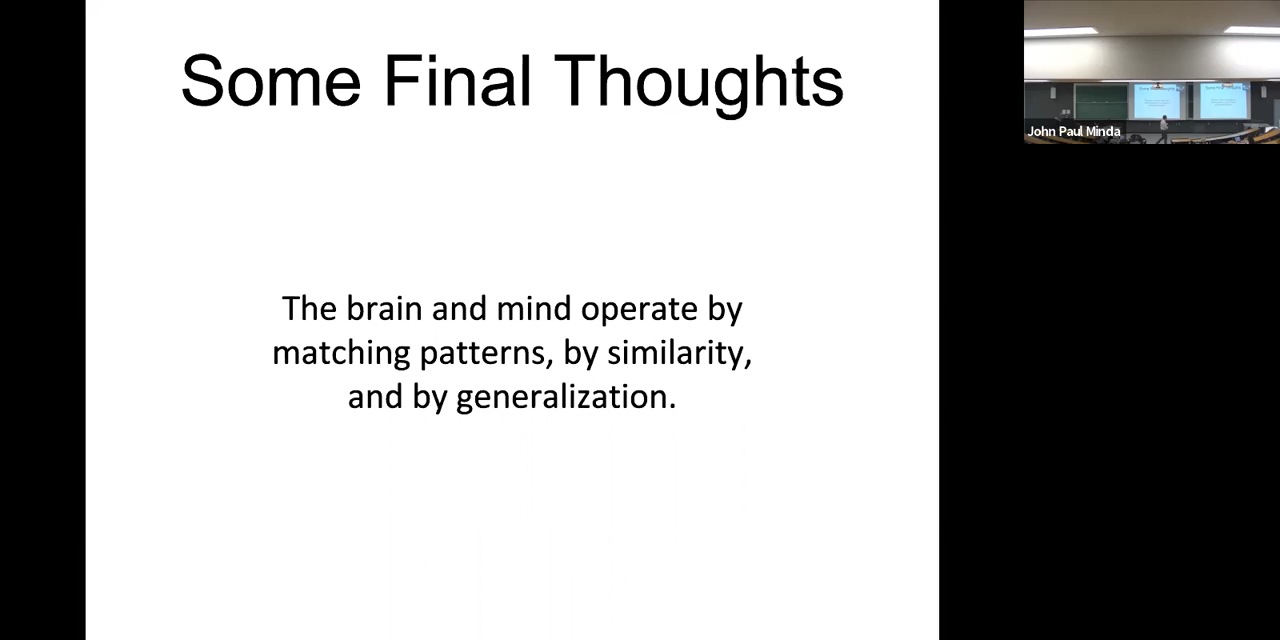 Some Final Thoughts
The brain and mind operate by
matching patterns, by similarity,
and by generalization.
John Paul Minda